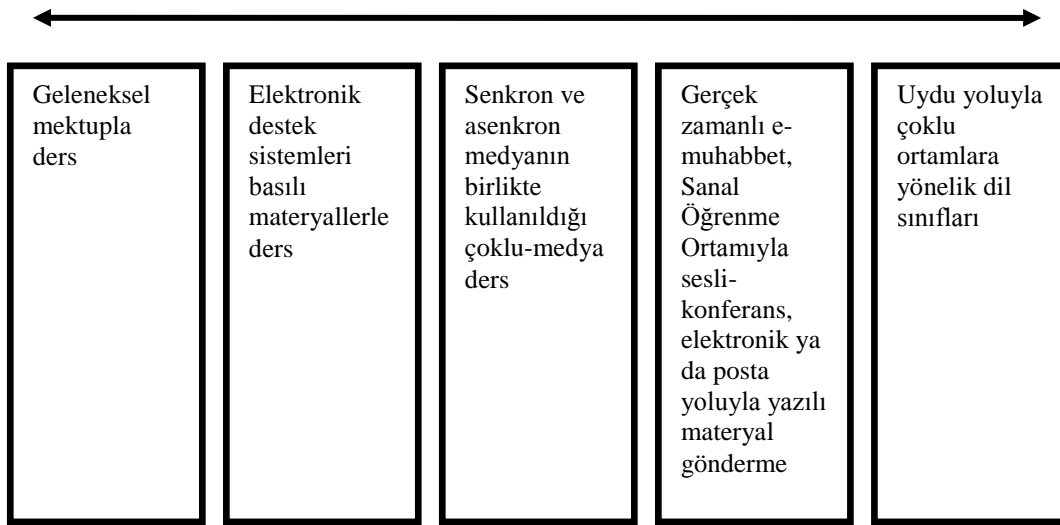 Geleneksel
mektupla
ders
Elektronik
destek
sistemleri
basılı
materyallerle
ders
Senkron ve
asenkron
medyanın
birlikte
kullanıldığı
çoklu-medya
ders
Gerçek
zamanlı e-
muhabbet,
Sanal
Öğrenme
Ortamıyla
sesli-
konferans,
elektronik ya
da posta
yoluyla yazılı
materyal
gönderme
Uydu yoluyla
çoklu
ortamlara
yönelik dil
sınıfları